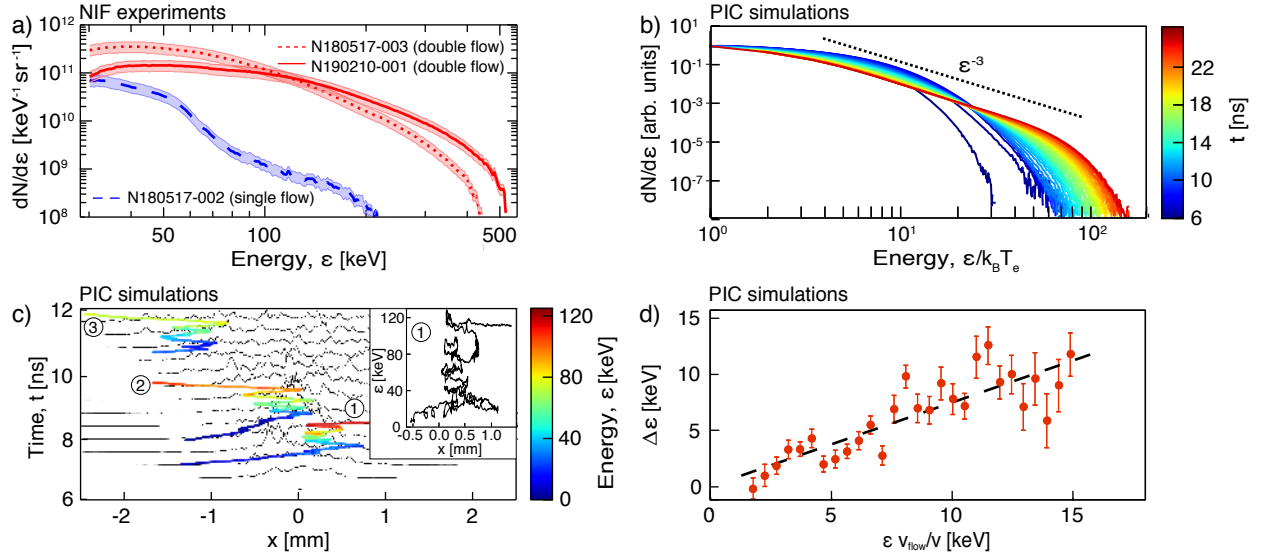 NIF experiments
a)
10¹²
10¹¹
10¹⁰
10⁹
10⁸
dN/dε [keV⁻¹ sr⁻¹]
N180517-003 (double flow)
N190210-001 (double flow)
N180517-002 (single flow)
50
100
500
Energy, ε [keV]
PIC simulations
b)
10¹
10⁻¹
10⁻³
10⁻⁵
10⁻⁷
dN/dε [arb. units]
ε⁻³
10⁰
10¹
10²
Energy, ε/k_BT_e
22
18
14
10
6
t [ns]
PIC simulations
c)
12
10
8
6
Time, t [ns]
③
②
①
①
120
80
40
0
ε [keV]
-0.5
0.0
0.5
1.0
x [mm]
-2
-1
0
1
2
x [mm]
120
80
40
0
Energy, ε [keV]
PIC simulations
d)
15
10
5
0
Δε [keV]
0
5
10
15
ε v_flow/v [keV]